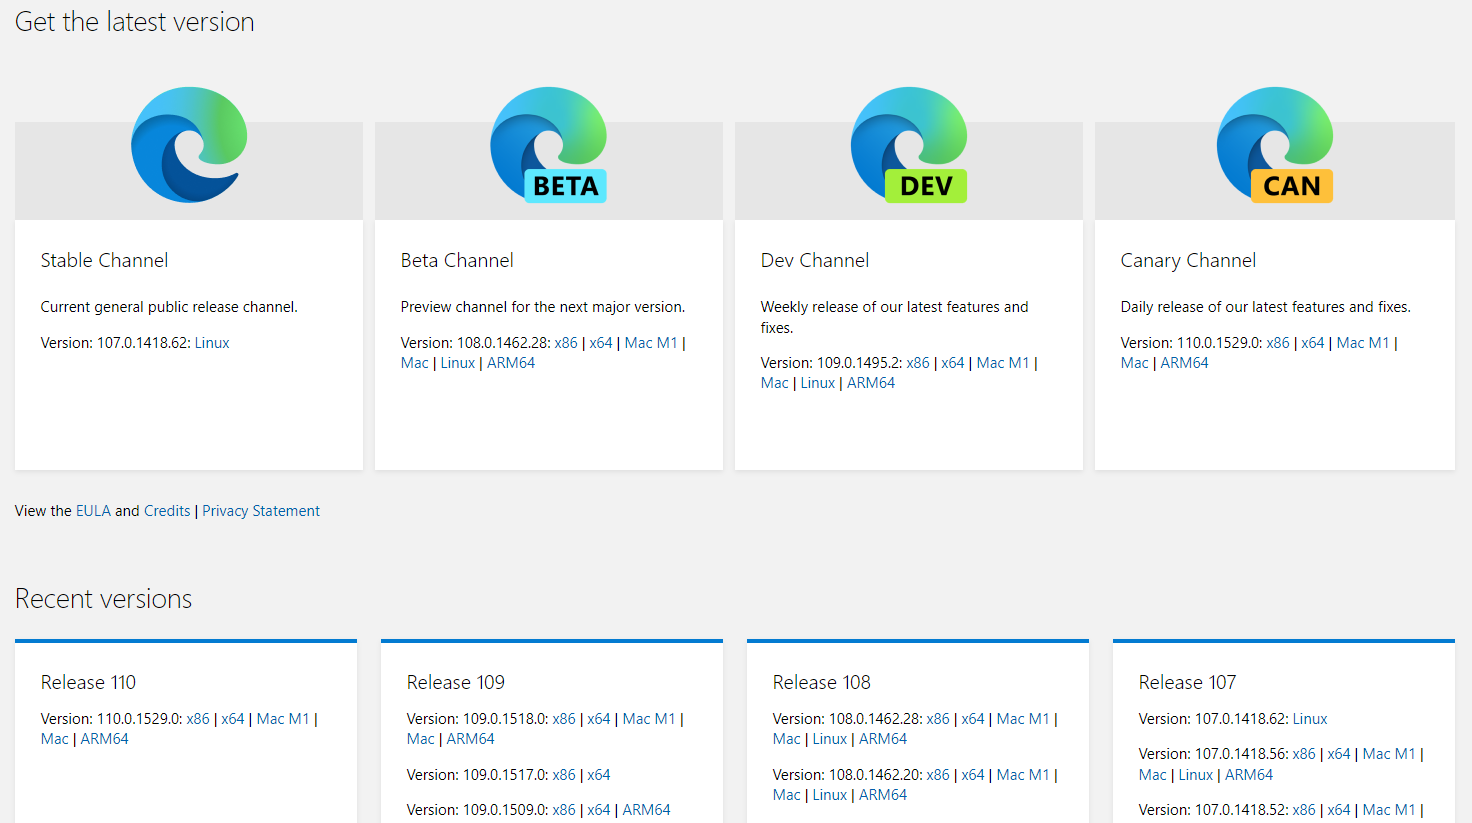 Get the latest version
BETA
DEV
CAN
Stable Channel
Current general public release channel.
Version: 107.0.1418.62: Linux
Beta Channel
Preview channel for the next major version.
Version: 108.0.1462.28: x86 | x64 | Mac M1 |
Mac | Linux | ARM64
Dev Channel
Weekly release of our latest features and
fixes.
Version: 109.0.1495.2: x86 | x64 | Mac M1 |
Mac | Linux | ARM64
Canary Channel
Daily release of our latest features and fixes.
Version: 110.0.1529.0: x86 | x64 | Mac M1 |
Mac | ARM64
View the EULA and Credits | Privacy Statement
Recent versions
Release 110
Version: 110.0.1529.0: x86 | x64 | Mac M1 |
Mac | ARM64
Release 109
Version: 109.0.1518.0: x86 | x64 | Mac M1 |
Mac | ARM64
Version: 109.0.1517.0: x86 | x64
Version: 109.0.1509.0: x86 | x64 | ARM64
Release 108
Version: 108.0.1462.28: x86 | x64 | Mac M1 |
Mac | Linux | ARM64
Version: 108.0.1462.20: x86 | x64 | Mac M1 |
Mac | Linux | ARM64
Release 107
Version: 107.0.1418.62: Linux
Version: 107.0.1418.56: x86 | x64 | Mac M1 |
Mac | Linux | ARM64
Version: 107.0.1418.52: x86 | x64 | Mac M1 |